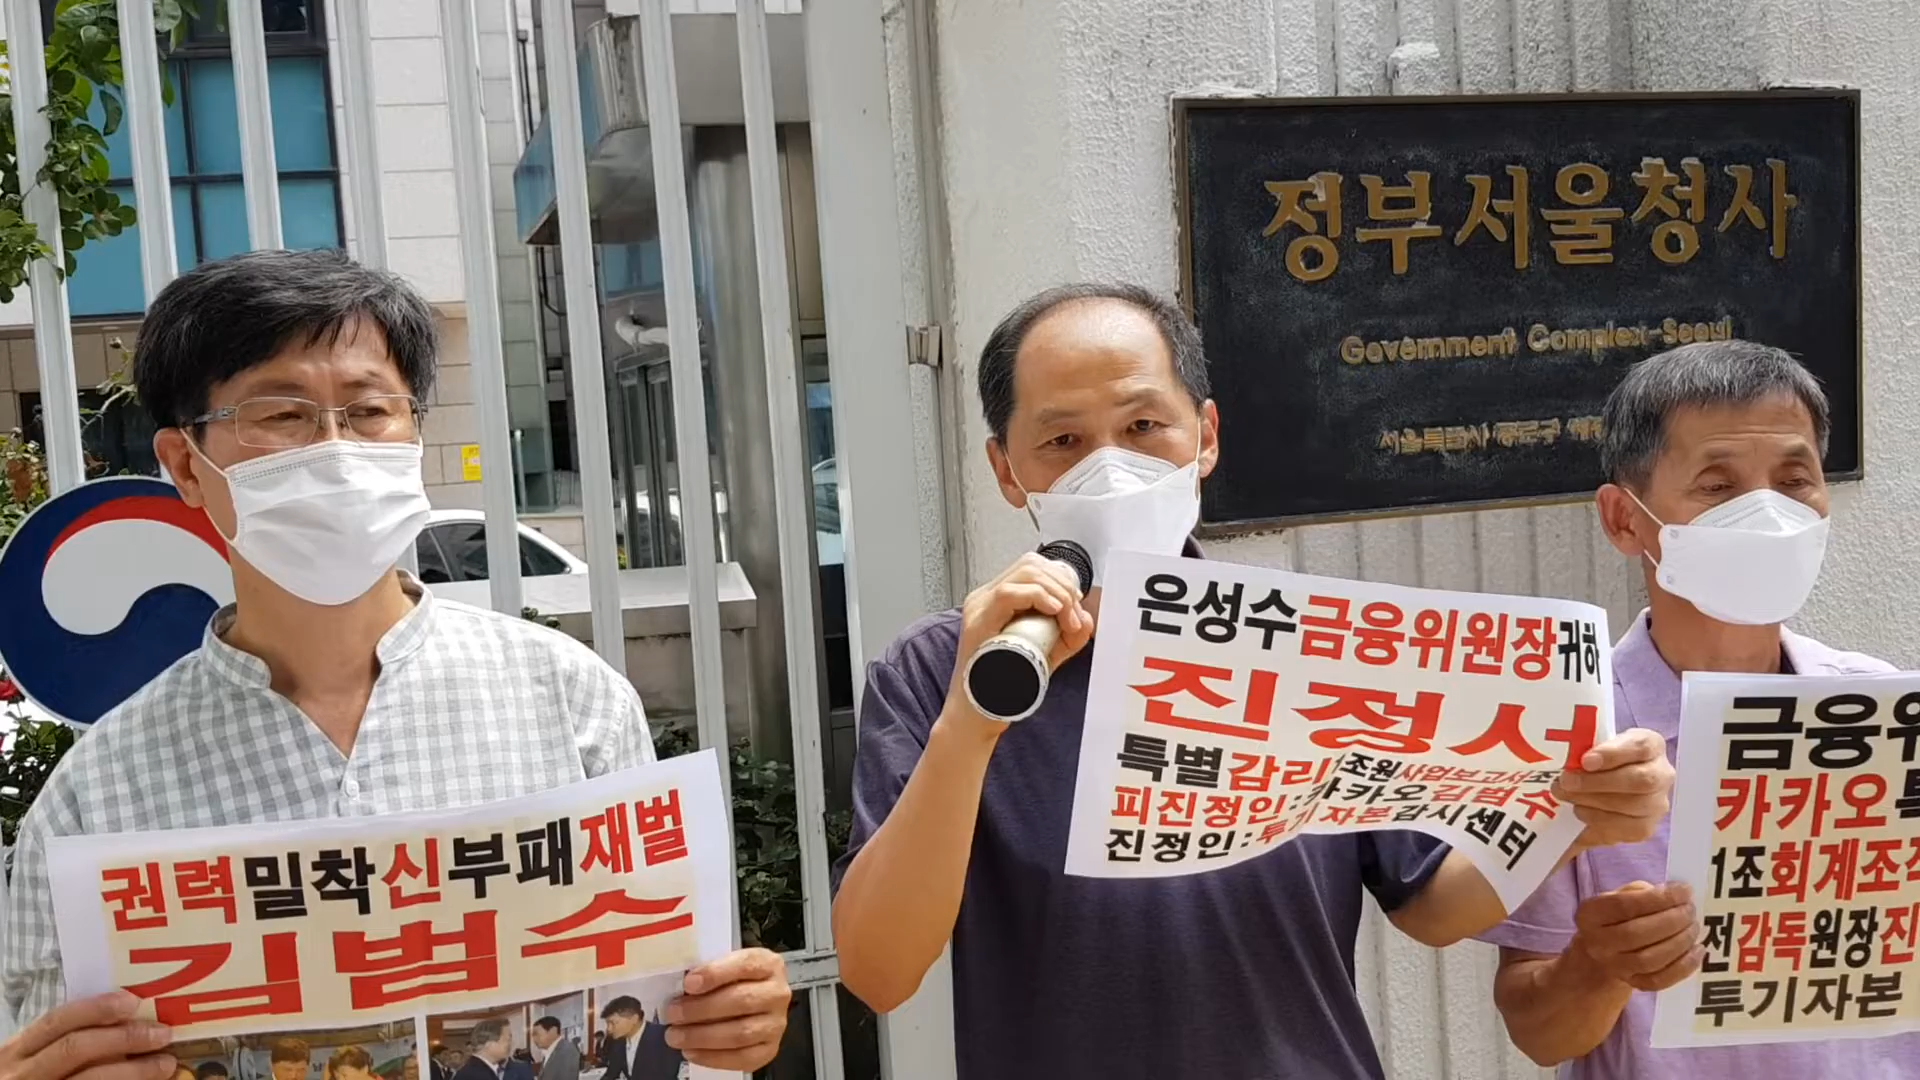 정부서울청사
Government Complex-Seoul
서울특별시
권력밀착신부패재벌
김범수
은성수금융위원장귀하
진정서
특별감리1조원사업보고서조
피진정인:카카오김범수
진정인:투기자본감시센터
금융위
카카오특
1조회계조작
전감독원장진
투기자본